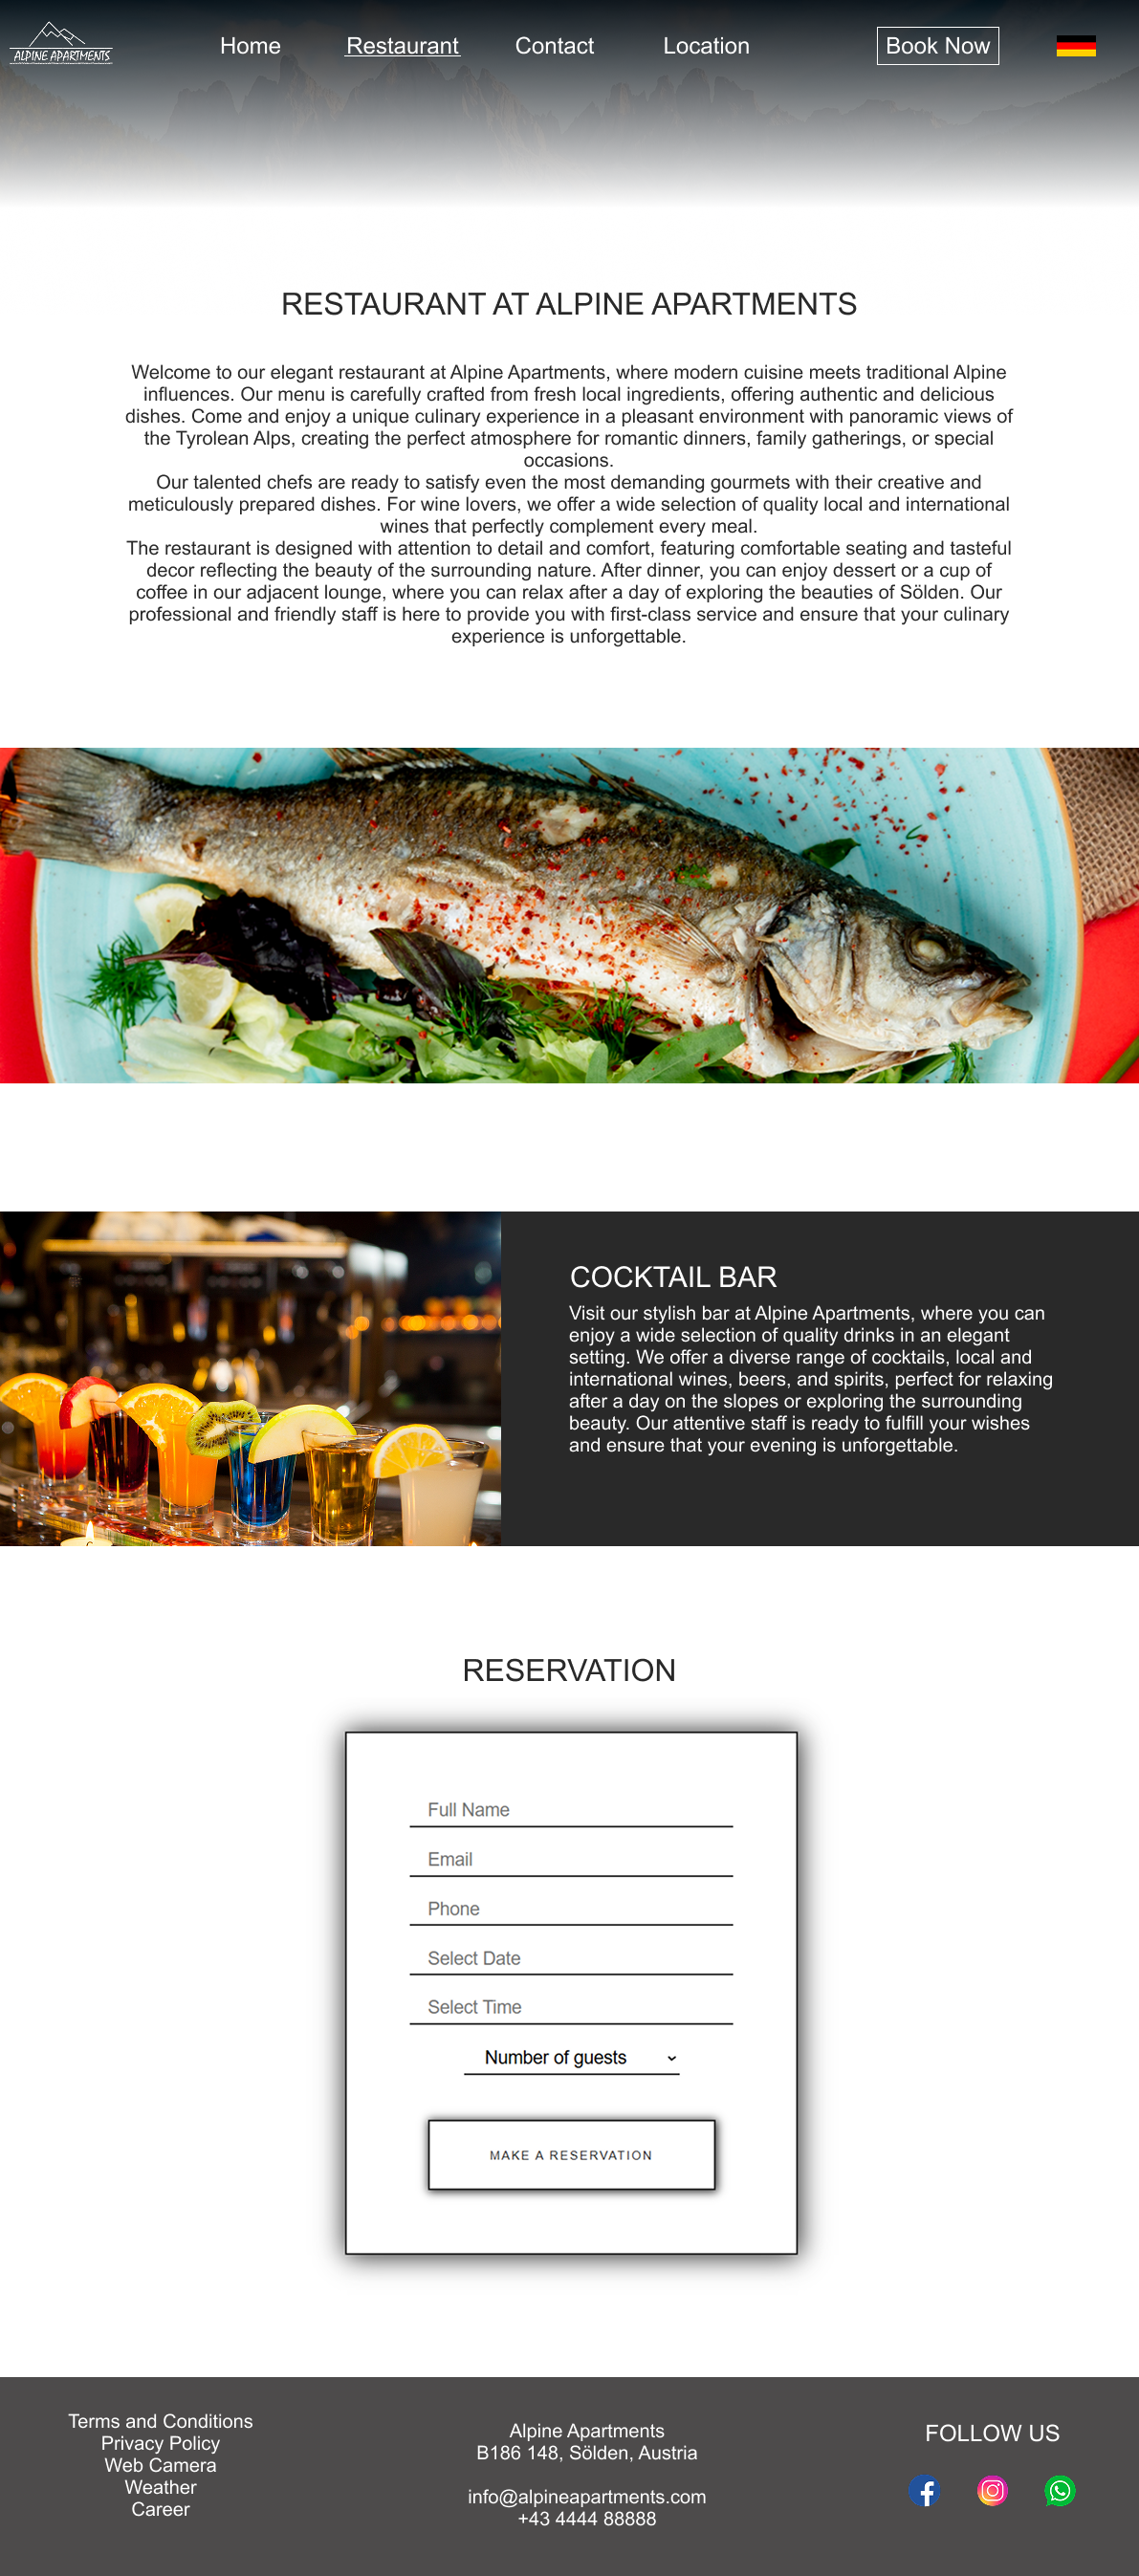 ALPINE APARTMENTS
Home
Restaurant
Contact
Location
Book Now
RESTAURANT AT ALPINE APARTMENTS
Welcome to our elegant restaurant at Alpine Apartments, where modern cuisine meets traditional Alpine
influences. Our menu is carefully crafted from fresh local ingredients, offering authentic and delicious
dishes. Come and enjoy a unique culinary experience in a pleasant environment with panoramic views of
the Tyrolean Alps, creating the perfect atmosphere for romantic dinners, family gatherings, or special
occasions.
Our talented chefs are ready to satisfy even the most demanding gourmets with their creative and
meticulously prepared dishes. For wine lovers, we offer a wide selection of quality local and international
wines that perfectly complement every meal.
The restaurant is designed with attention to detail and comfort, featuring comfortable seating and tasteful
decor reflecting the beauty of the surrounding nature. After dinner, you can enjoy dessert or a cup of
coffee in our adjacent lounge, where you can relax after a day of exploring the beauties of Sölden. Our
professional and friendly staff is here to provide you with first-class service and ensure that your culinary
experience is unforgettable.
COCKTAIL BAR
Visit our stylish bar at Alpine Apartments, where you can
enjoy a wide selection of quality drinks in an elegant
setting. We offer a diverse range of cocktails, local and
international wines, beers, and spirits, perfect for relaxing
after a day on the slopes or exploring the surrounding
beauty. Our attentive staff is ready to fulfill your wishes
and ensure that your evening is unforgettable.
RESERVATION
Full Name
Email
Phone
Select Date
Select Time
Number of guests
MAKE A RESERVATION
Terms and Conditions
Privacy Policy
Web Camera
Weather
Career
Alpine Apartments
B186 148, Sölden, Austria
info@alpineapartments.com
+43 4444 88888
FOLLOW US